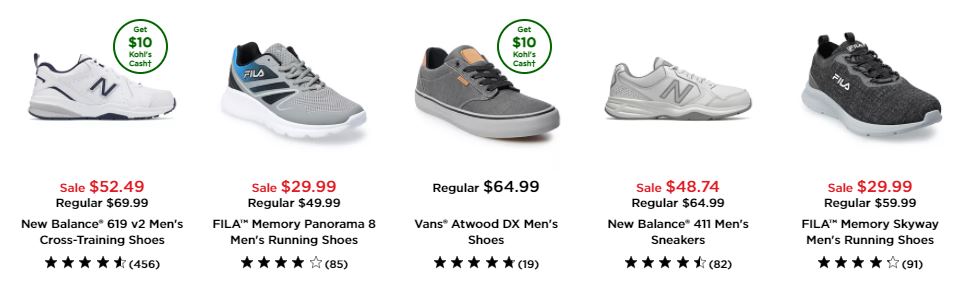 Get
$10
Kohl's
Cash†
Get
$10
Kohl's
Cash†
N
FILA
N
FILA
FILA
Sale $52.49
Regular $69.99
New Balance® 619 v2 Men's
Cross-Training Shoes
(456)
Sale $29.99
Regular $49.99
FILA™ Memory Panorama 8
Men's Running Shoes
(85)
Regular $64.99
Vans® Atwood DX Men's
Shoes
(19)
Sale $48.74
Regular $64.99
New Balance® 411 Men's
Sneakers
(82)
Sale $29.99
Regular $59.99
FILA™ Memory Skyway
Men's Running Shoes
(91)